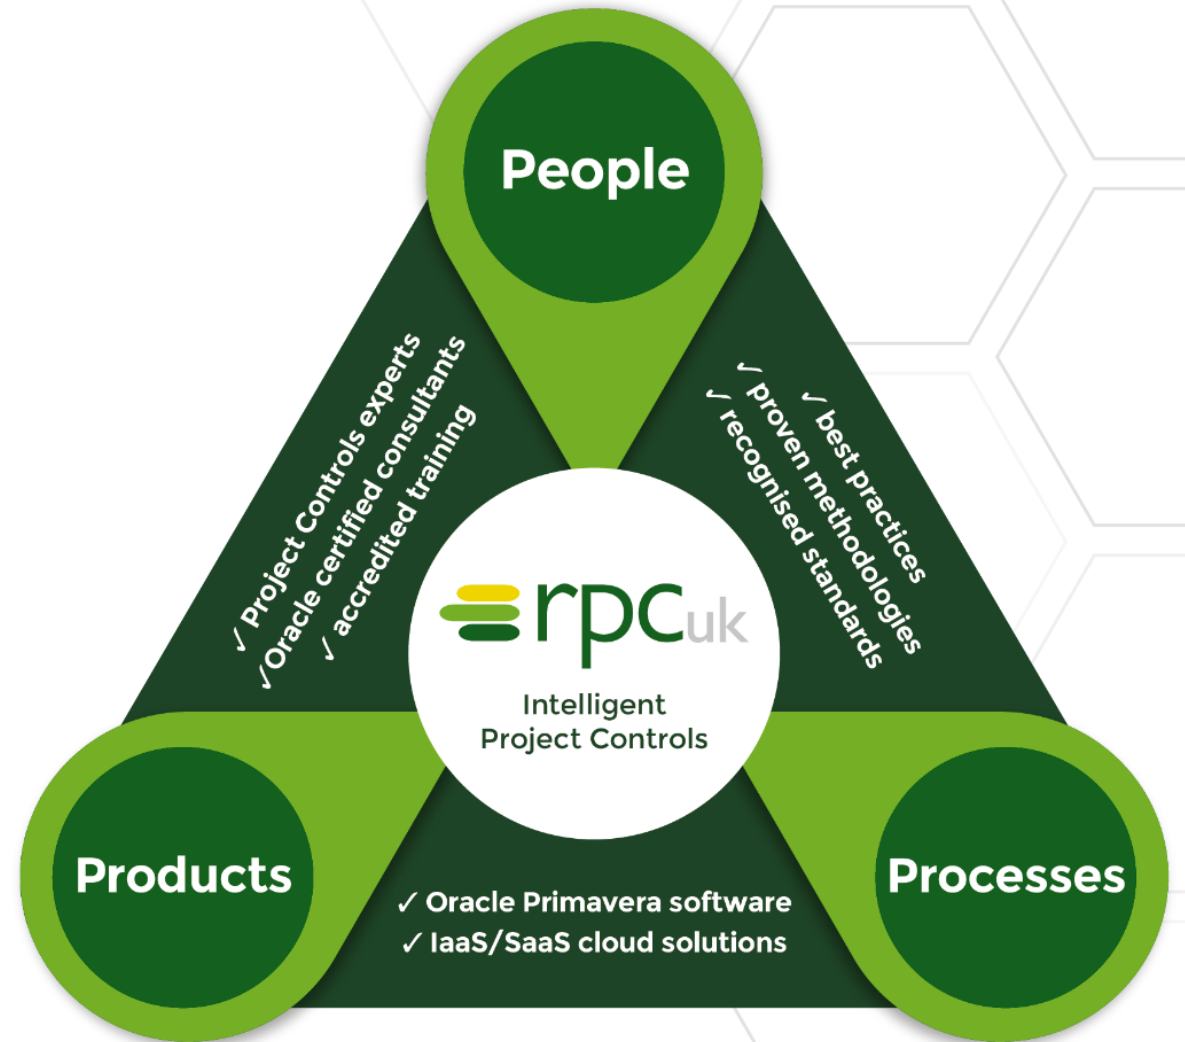 People
✓ Project Controls experts
✓Oracle certified consultants
✓ accredited training
✓ best practices
✓ proven methodologies
✓ recognised standards
rpcuk
Intelligent
Project Controls
Products
Processes
✓ Oracle Primavera software
✓ IaaS/SaaS cloud solutions